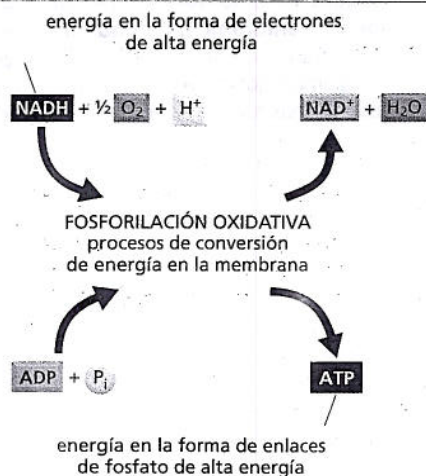 energía en la forma de electrones
de alta energía
NADH + ½ O₂ + H⁺
NAD⁺ + H₂O
FOSFORILACIÓN OXIDATIVA
procesos de conversión
de energía en la membrana
ADP + Pᵢ
ATP
energía en la forma de enlaces
de fosfato de alta energía